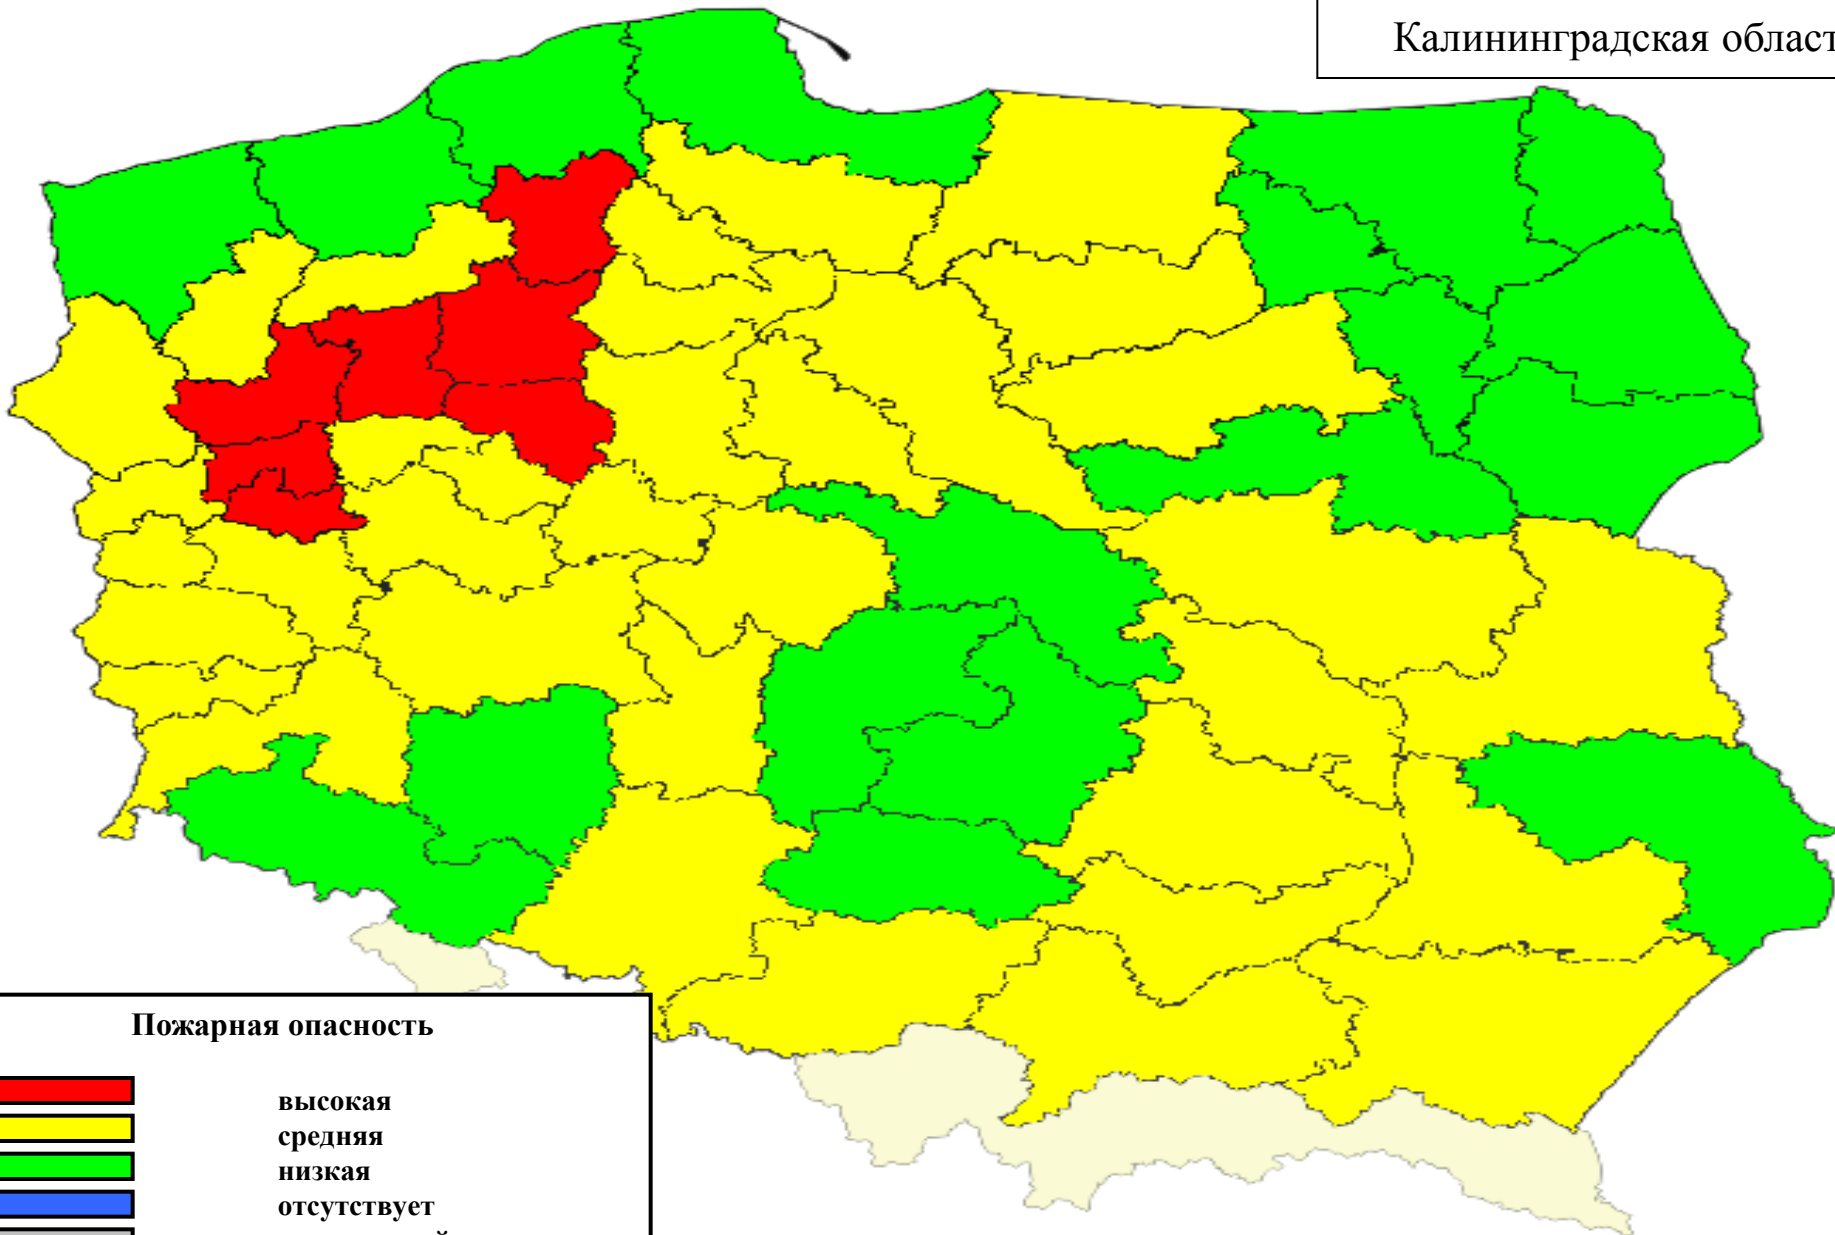 Калининградская област
Пожарная опасность
высокая
средняя
низкая
отсутствует